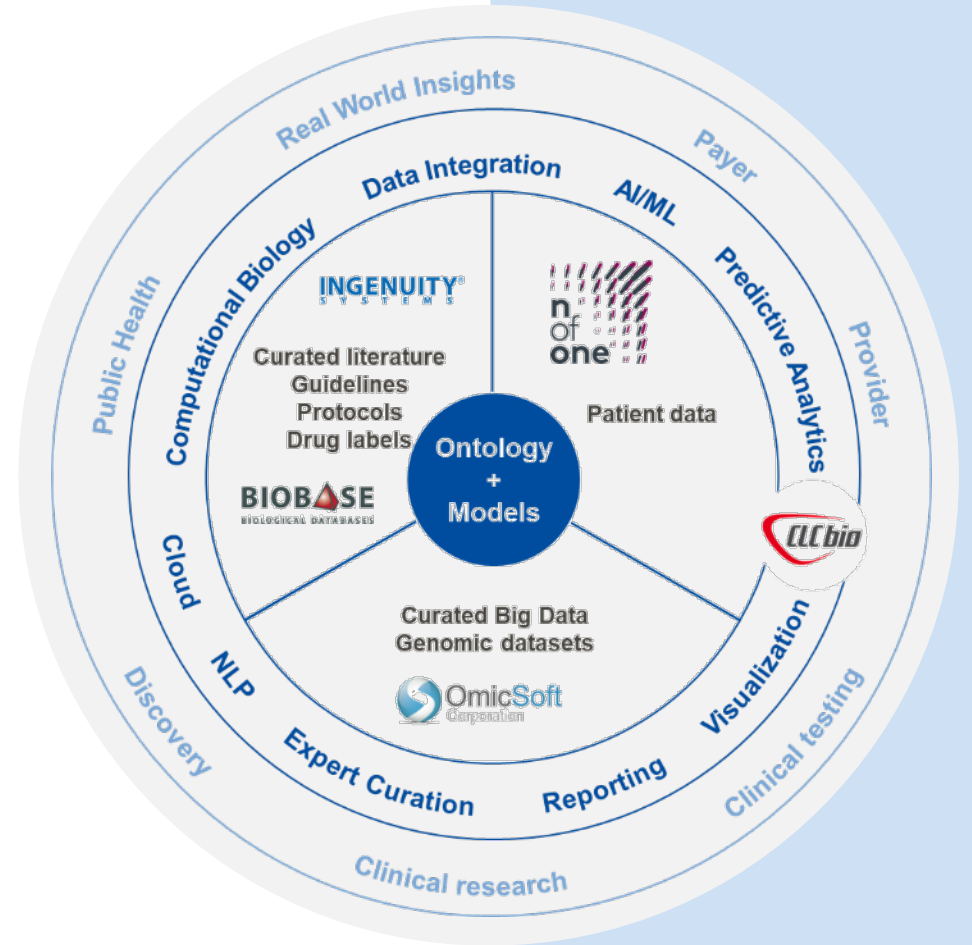 Real World Insights
Payer
Provider
Clinical testing
Clinical research
Discovery
Public Health
Data Integration
AI/ML
Predictive Analytics
Visualization
Reporting
Expert Curation
NLP
Cloud
Computational Biology
INGENUITY®
SYSTEMS
Curated literature
Guidelines
Protocols
Drug labels
BIOBASE
BIOLOGICAL DATABASES
n
of
one
Patient data
Ontology
+
Models
CLC bio
Curated Big Data
Genomic datasets
OmicSoft
Corporation